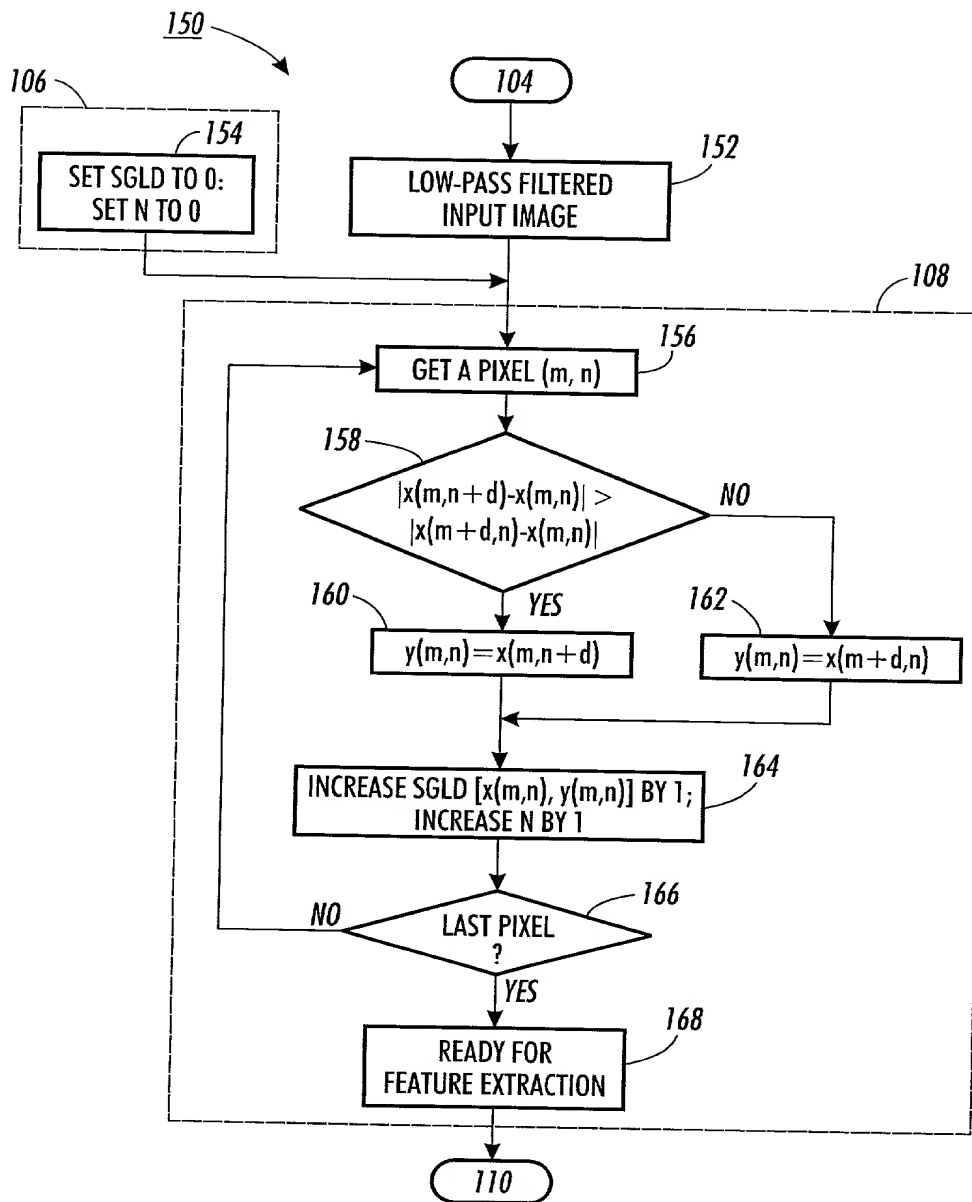 150
104
106
154
SET SGLD TO 0:
SET N TO 0
152
LOW-PASS FILTERED
INPUT IMAGE
108
156
GET A PIXEL (m, n)
158
|x(m,n+d)-x(m,n)| >
|x(m+d,n)-x(m,n)|
NO
YES
160
y(m,n)=x(m,n+d)
162
y(m,n)=x(m+d,n)
164
INCREASE SGLD [x(m,n), y(m,n)] BY 1;
INCREASE N BY 1
166
NO
LAST PIXEL
?
YES
168
READY FOR
FEATURE EXTRACTION
110